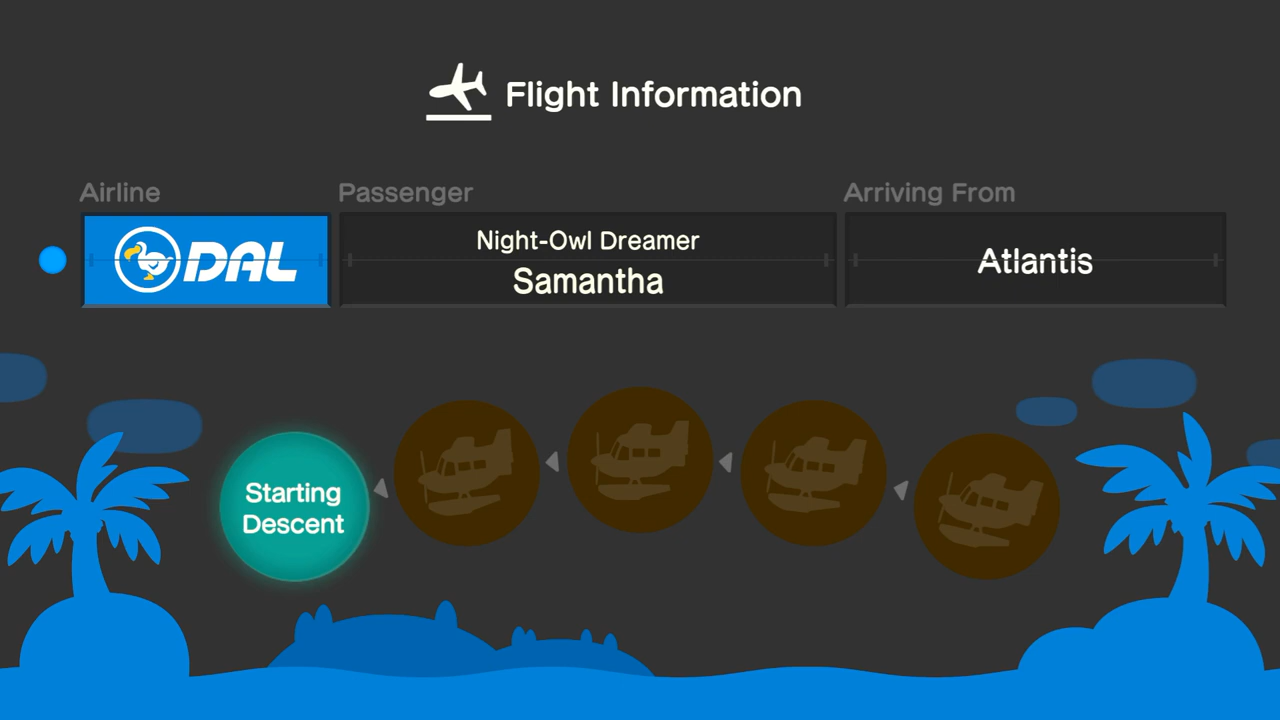 Flight Information
Airline
Passenger
Arriving From
DAL
Night-Owl Dreamer
Samantha
Atlantis
Starting
Descent